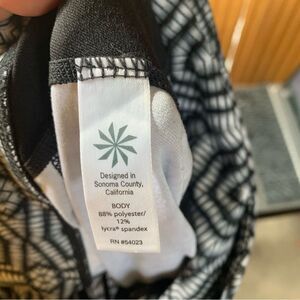 Designed in
Sonoma County,
California
BODY
88% polyester/
12%
lycra® spandex
RN #54023